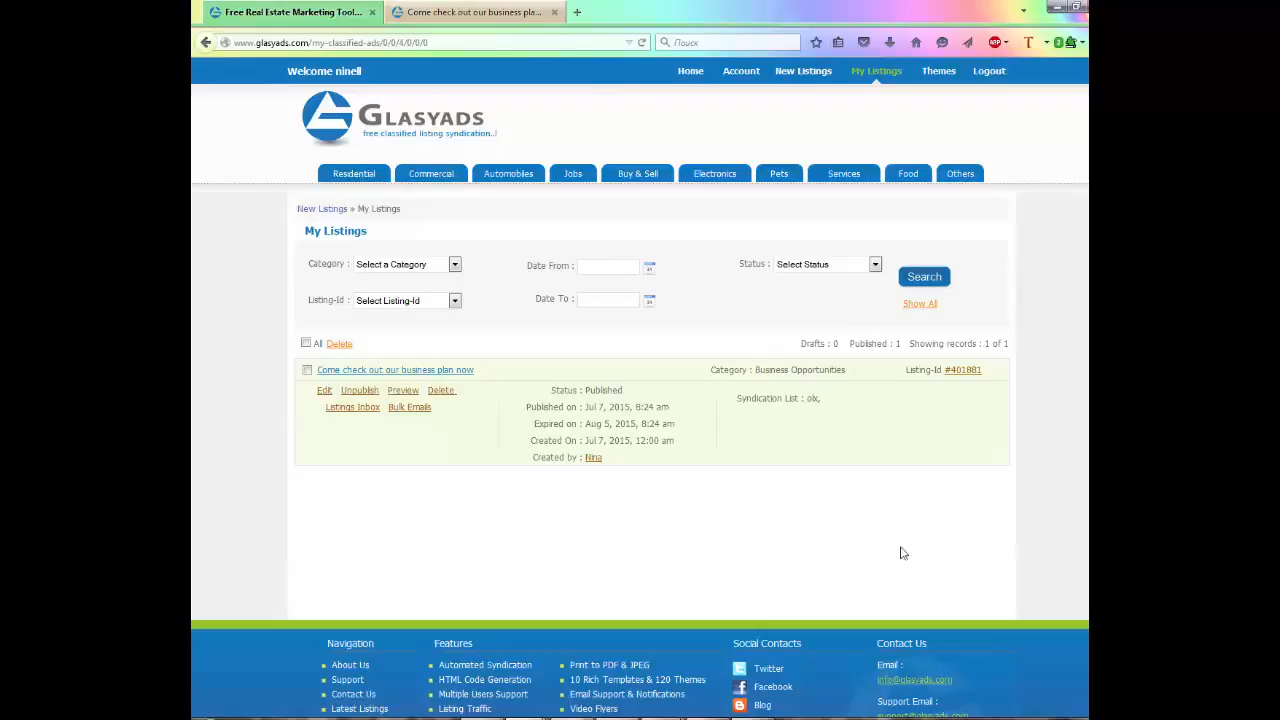 Free Real Estate Marketing Tool...
Come check out our business pla...
www.glasyads.com/my-classified-ads/0/0/4/0/0/0
Поиск
ABP
T
Welcome ninell
Home Account New Listings My Listings Themes Logout
GLASYADS
free classified listing syndication..!
Residential Commercial Automobiles Jobs Buy & Sell Electronics Pets Services Food Others
New Listings » My Listings
My Listings
Category : Select a Category Date From : Status : Select Status
Search
Listing-Id : Select Listing-Id Date To :
Show All
All Delete Drafts : 0 Published : 1 Showing records : 1 of 1
Come check out our business plan now Category : Business Opportunities Listing-Id #401881
Edit Unpublish Preview Delete Status : Published
Syndication List : olx,
Listings Inbox Bulk Emails Published on : Jul 7, 2015, 8:24 am
Expired on : Aug 5, 2015, 8:24 am
Created On : Jul 7, 2015, 12:00 am
Created by : Nina
Navigation Features Social Contacts Contact Us
About Us Automated Syndication Print to PDF & JPEG Twitter Email :
Support HTML Code Generation 10 Rich Templates & 120 Themes Facebook info@glasyads.com
Contact Us Multiple Users Support Email Support & Notifications Support Email :
Latest Listings Listing Traffic Video Flyers Blog support@glasyads.com